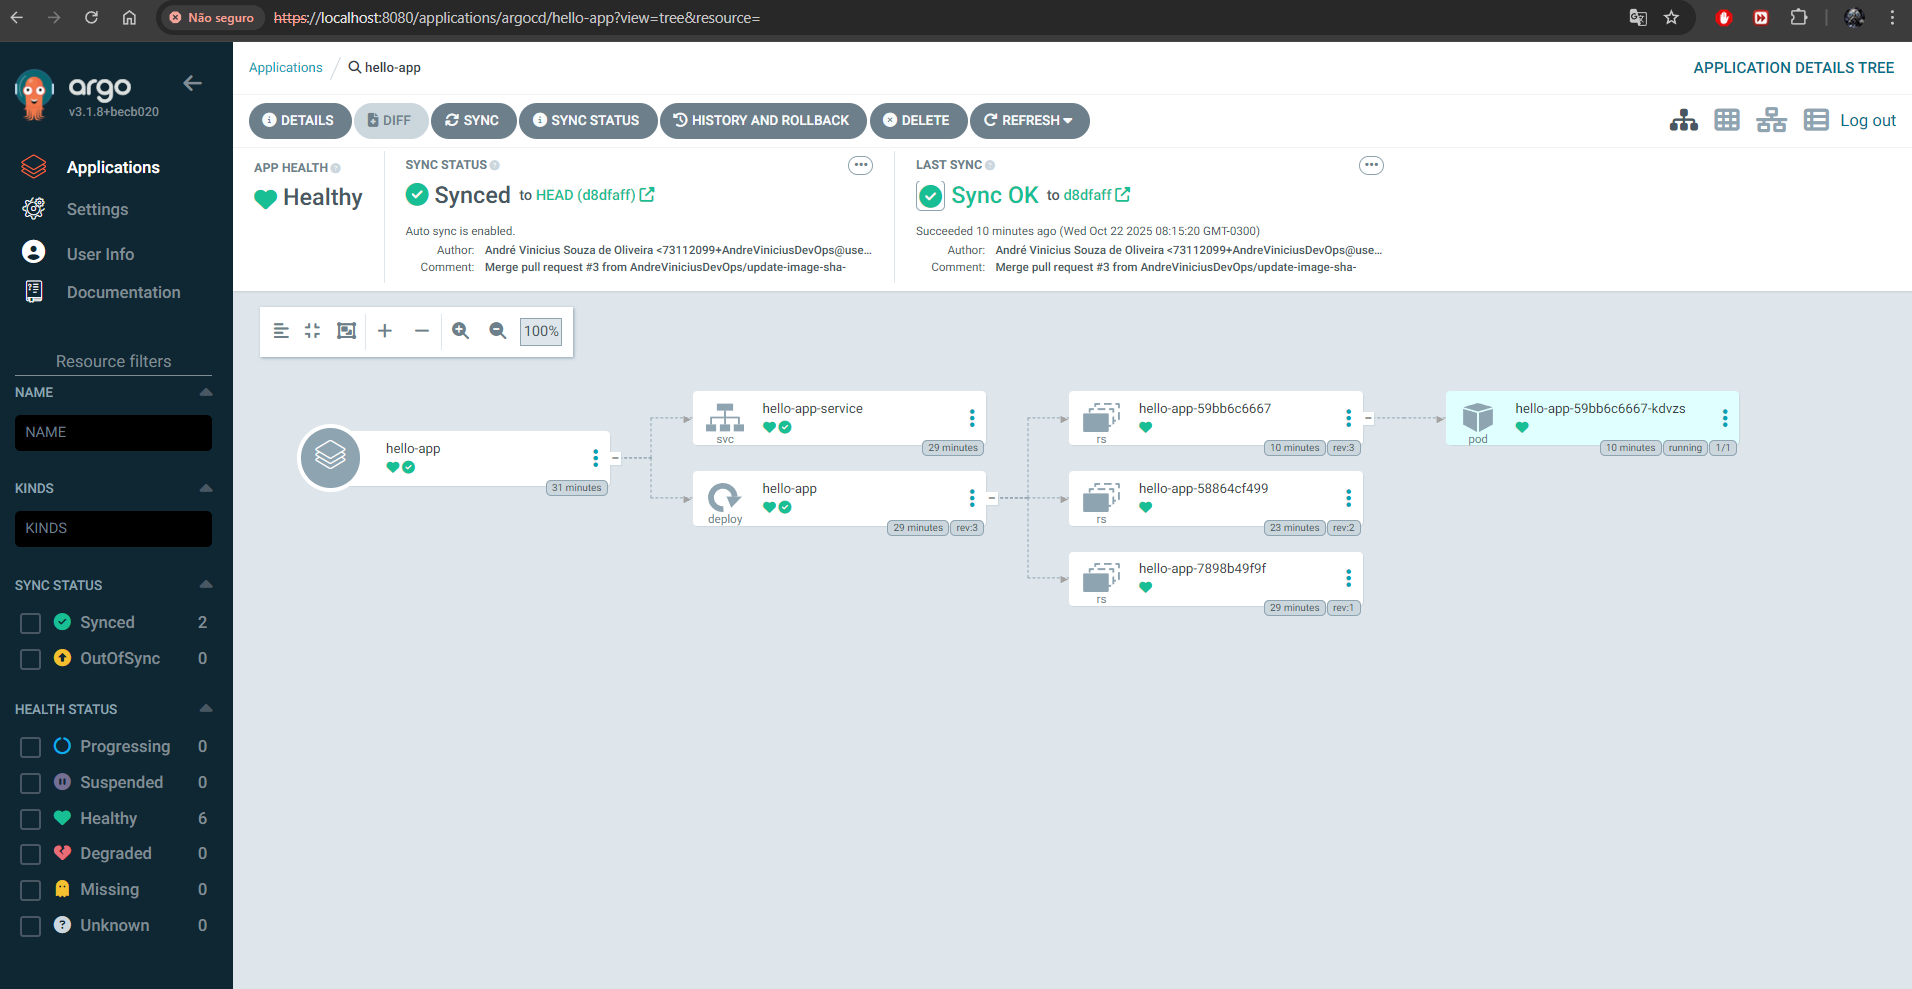 Não seguro
https://localhost:8080/applications/argocd/hello-app?view=tree&resource=
argo
v3.1.8+becb020
Applications
Settings
User Info
Documentation
Resource filters
NAME
NAME
KINDS
KINDS
SYNC STATUS
Synced 2
OutOfSync 0
HEALTH STATUS
Progressing 0
Suspended 0
Healthy 6
Degraded 0
Missing 0
Unknown 0
Applications / hello-app
APPLICATION DETAILS TREE
DETAILS DIFF SYNC SYNC STATUS HISTORY AND ROLLBACK DELETE REFRESH
Log out
APP HEALTH
Healthy
SYNC STATUS
Synced to HEAD (d8dfaff)
Auto sync is enabled.
Author: André Vinicius Souza de Oliveira <73112099+AndreViniciusDevOps@use...
Comment: Merge pull request #3 from AndreViniciusDevOps/update-image-sha-
LAST SYNC
Sync OK to d8dfaff
Succeeded 10 minutes ago (Wed Oct 22 2025 08:15:20 GMT-0300)
Author: André Vinicius Souza de Oliveira <73112099+AndreViniciusDevOps@use...
Comment: Merge pull request #3 from AndreViniciusDevOps/update-image-sha-
100%
hello-app
31 minutes
hello-app-service
svc
29 minutes
hello-app
deploy
29 minutes rev:3
hello-app-59bb6c6667
rs
10 minutes rev:3
hello-app-58864cf499
rs
23 minutes rev:2
hello-app-7898b49f9f
rs
29 minutes rev:1
hello-app-59bb6c6667-kdvzs
pod
10 minutes running 1/1